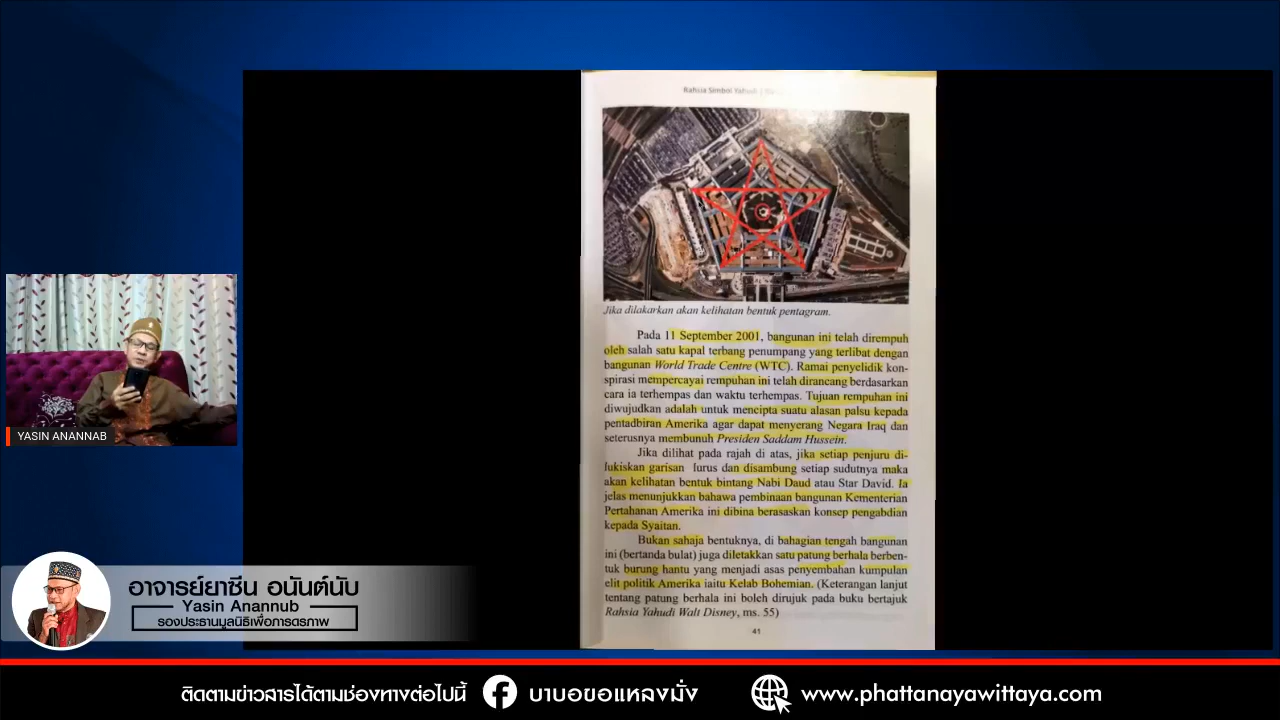 Rahsia Simbol Yahudi
Jika dilakarkan akan kelihatan bentuk pentagram.
Pada 11 September 2001, bangunan ini telah dirempuh
oleh salah satu kapal terbang penumpang yang terlibat dengan
bangunan World Trade Centre (WTC). Ramai penyelidik kon-
spirasi mempercayai rempuhan ini telah dirancang berdasarkan
cara ia terhempas dan waktu terhempas. Tujuan rempuhan ini
diwujudkan adalah untuk mencipta suatu alasan palsu kepada
pentadbiran Amerika agar dapat menyerang Negara Iraq dan
seterusnya membunuh Presiden Saddam Hussein.
Jika dilihat pada rajah di atas, jika setiap penjuru di-
lukiskan garisan lurus dan disambung setiap sudutnya maka
akan kelihatan bentuk bintang Nabi Daud atau Star David. Ia
jelas menunjukkan bahawa pembinaan bangunan Kementerian
Pertahanan Amerika ini dibina berasaskan konsep pengabdian
kepada Syaitan.
Bukan sahaja bentuknya, di bahagian tengah bangunan
ini (bertanda bulat) juga diletakkan satu patung berhala berben-
tuk burung hantu yang menjadi asas penyembahan kumpulan
elit politik Amerika iaitu Kelab Bohemian. (Keterangan lanjut
tentang patung berhala ini boleh dirujuk pada buku bertajuk
Rahsia Yahudi Walt Disney, ms. 55)
41
YASIN ANANNAB
อาจารย์ยาซีน อนันต์นับ
Yasin Anannub
รองประธานมูลนิธิเพื่อการดรภาพ
ติดตามข่าวสารได้ตามช่องทางต่อไปนี้
บาบอขอแหลงมั่ง
www.phattanayawittaya.com